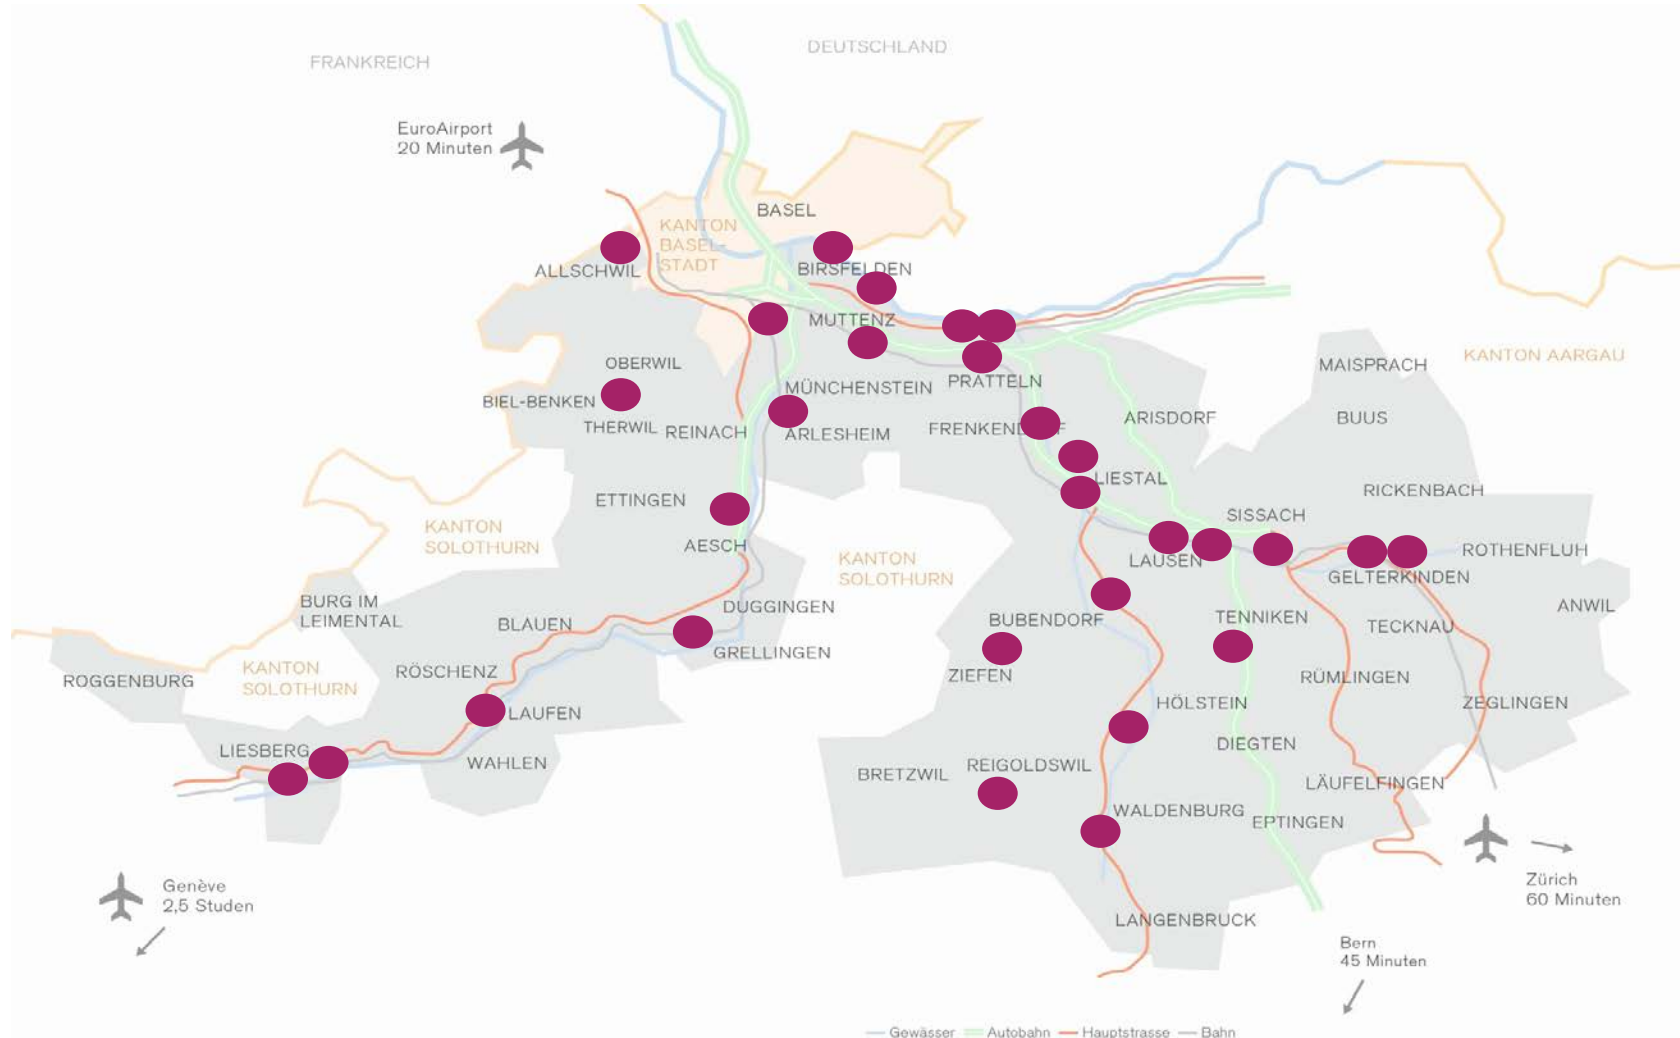 DEUTSCHLAND
FRANKREICH
EuroAirport
20 Minuten
BASEL
KANTON
BASEL-
STADT
ALLSCHWIL
BIRSFELDEN
MUTTENZ
KANTON AARGAU
OBERWIL
MAISPRACH
PRATTELN
MÜNCHENSTEIN
BIEL-BENKEN
THERWIL
REINACH
ARLESHEIM
FRENKENDORF
ARISDORF
BUUS
LIESTAL
RICKENBACH
ETTINGEN
KANTON
SOLOTHURN
SISSACH
AESCH
KANTON
SOLOTHURN
LAUSEN
ROTHENFLUH
GELTERKINDEN
BURG IM
LEIMENTAL
BLAUEN
DUGGINGEN
BUBENDORF
TENNIKEN
TECKNAU
ANWIL
GRELLINGEN
KANTON
SOLOTHURN
RÖSCHENZ
ROGGENBURG
ZIEFEN
RÜMLINGEN
LAUFEN
HÖLSTEIN
ZEGLINGEN
LIESBERG
WAHLEN
DIEGTEN
BRETZWIL
REIGOLDSWIL
LÄUFELFINGEN
WALDENBURG
EPTINGEN
Genève
2,5 Studen
Zürich
60 Minuten
LANGENBRUCK
Bern
45 Minuten
Gewässer Autobahn Hauptstrasse Bahn